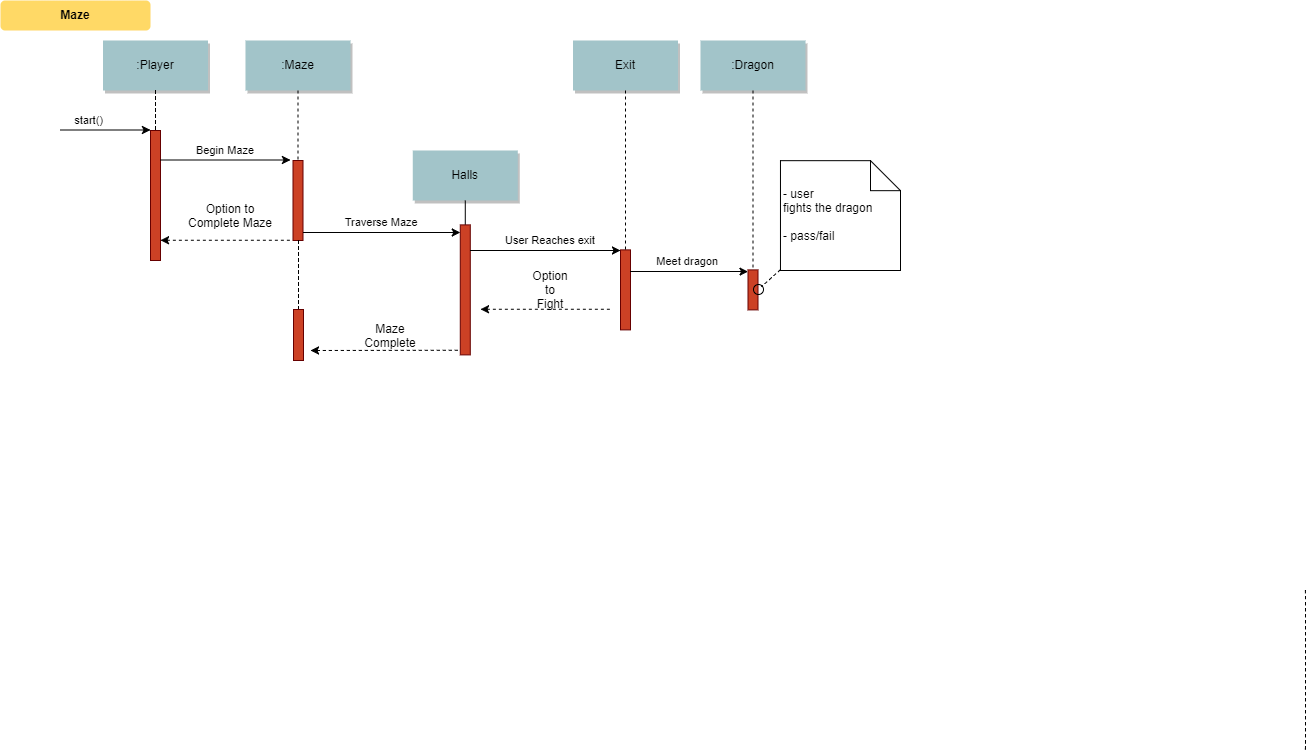 Maze
:Player
:Maze
Exit
:Dragon
start()
Begin Maze
Halls
- user
fights the dragon
- pass/fail
Option to
Complete Maze
Traverse Maze
User Reaches exit
Meet dragon
Option
to
Fight
Maze
Complete